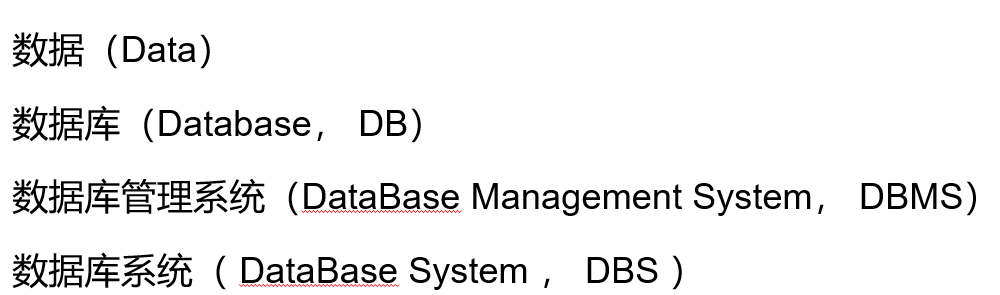 数据（Data）
数据库（Database， DB）
数据库管理系统（DataBase Management System， DBMS）
数据库系统（ DataBase System ， DBS ）